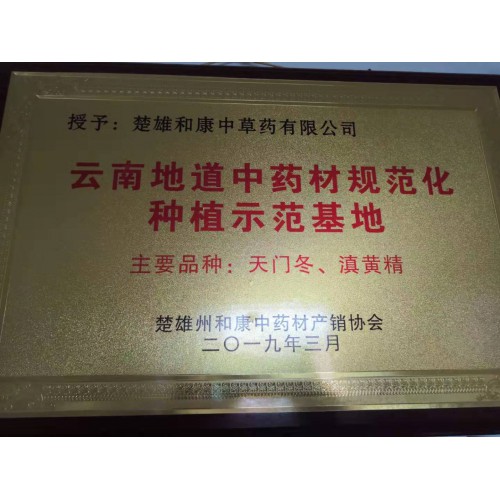 授予：楚雄和康中草药有限公司
云南地道中药材规范化
种植示范基地
主要品种：天门冬、滇黄精
楚雄州和康中药材产销协会
二〇一九年三月